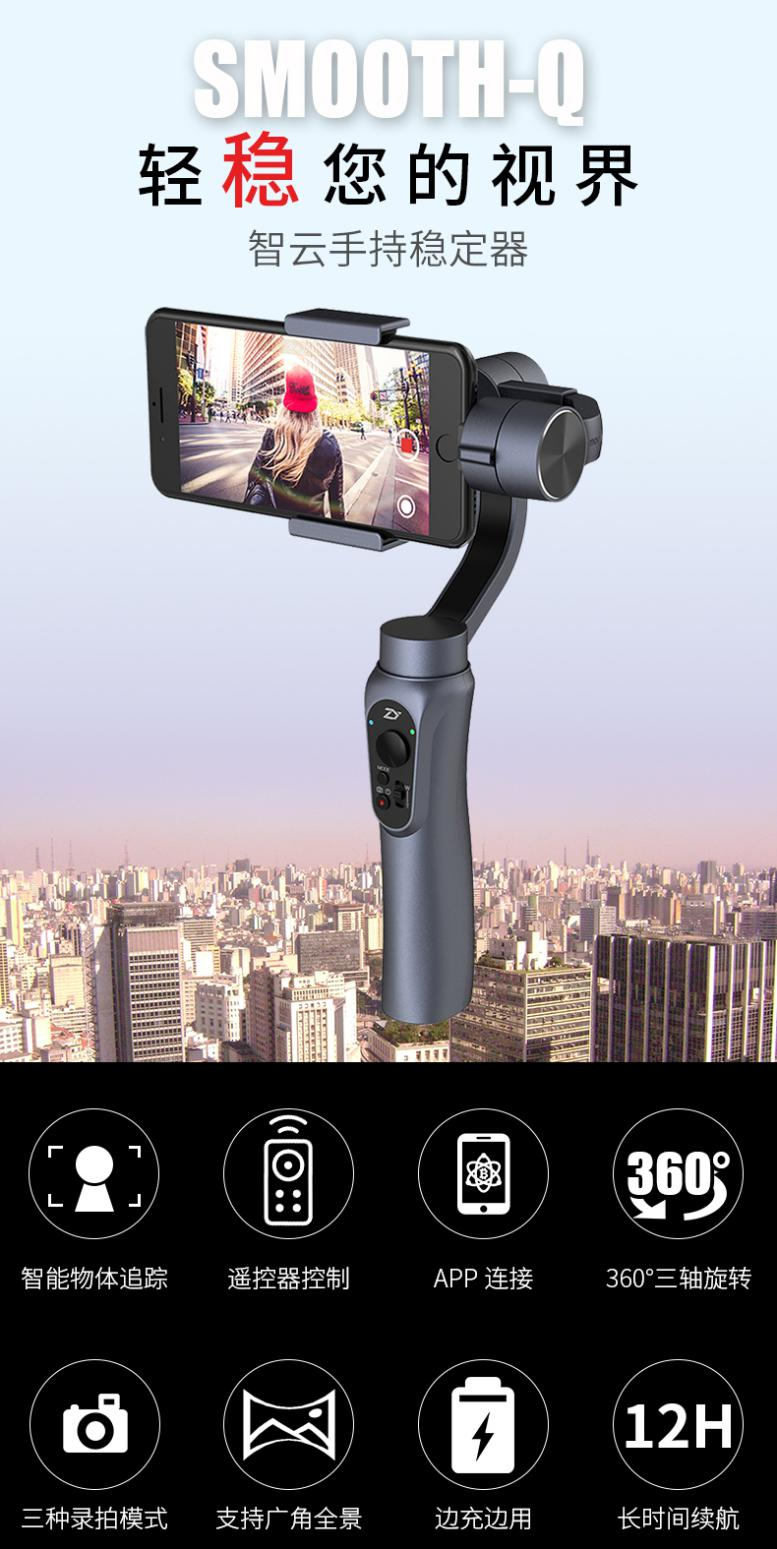 SMOOTH-Q
轻稳您的视界
智云手持稳定器
MODE
W
360°
智能物体追踪
遥控器控制
APP 连接
360°三轴旋转
12H
三种录拍模式
支持广角全景
边充边用
长时间续航